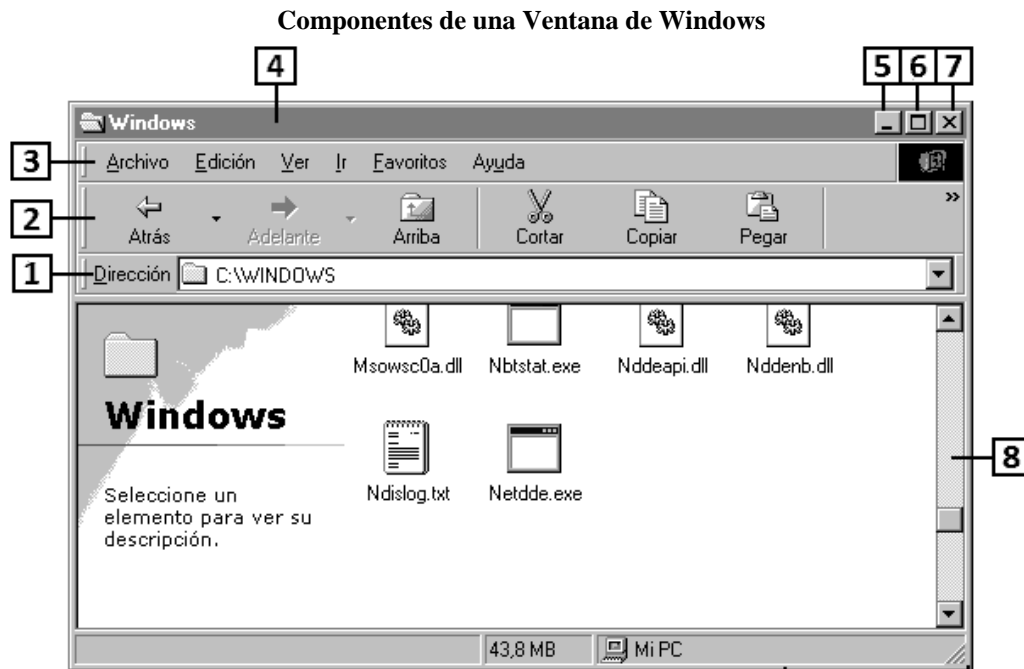 Componentes de una Ventana de Windows
4
5 6 7
Windows
3
Archivo Edición Ver Ir Favoritos Ayuda
2
Atrás Adelante Arriba Cortar Copiar Pegar
»
1
Dirección C:\WINDOWS
Msowsc0a.dll Nbtstat.exe Nddeapi.dll Nddenb.dll
Windows
8
Ndislog.txt Netdde.exe
Seleccione un
elemento para ver su
descripción.
43,8 MB Mi PC